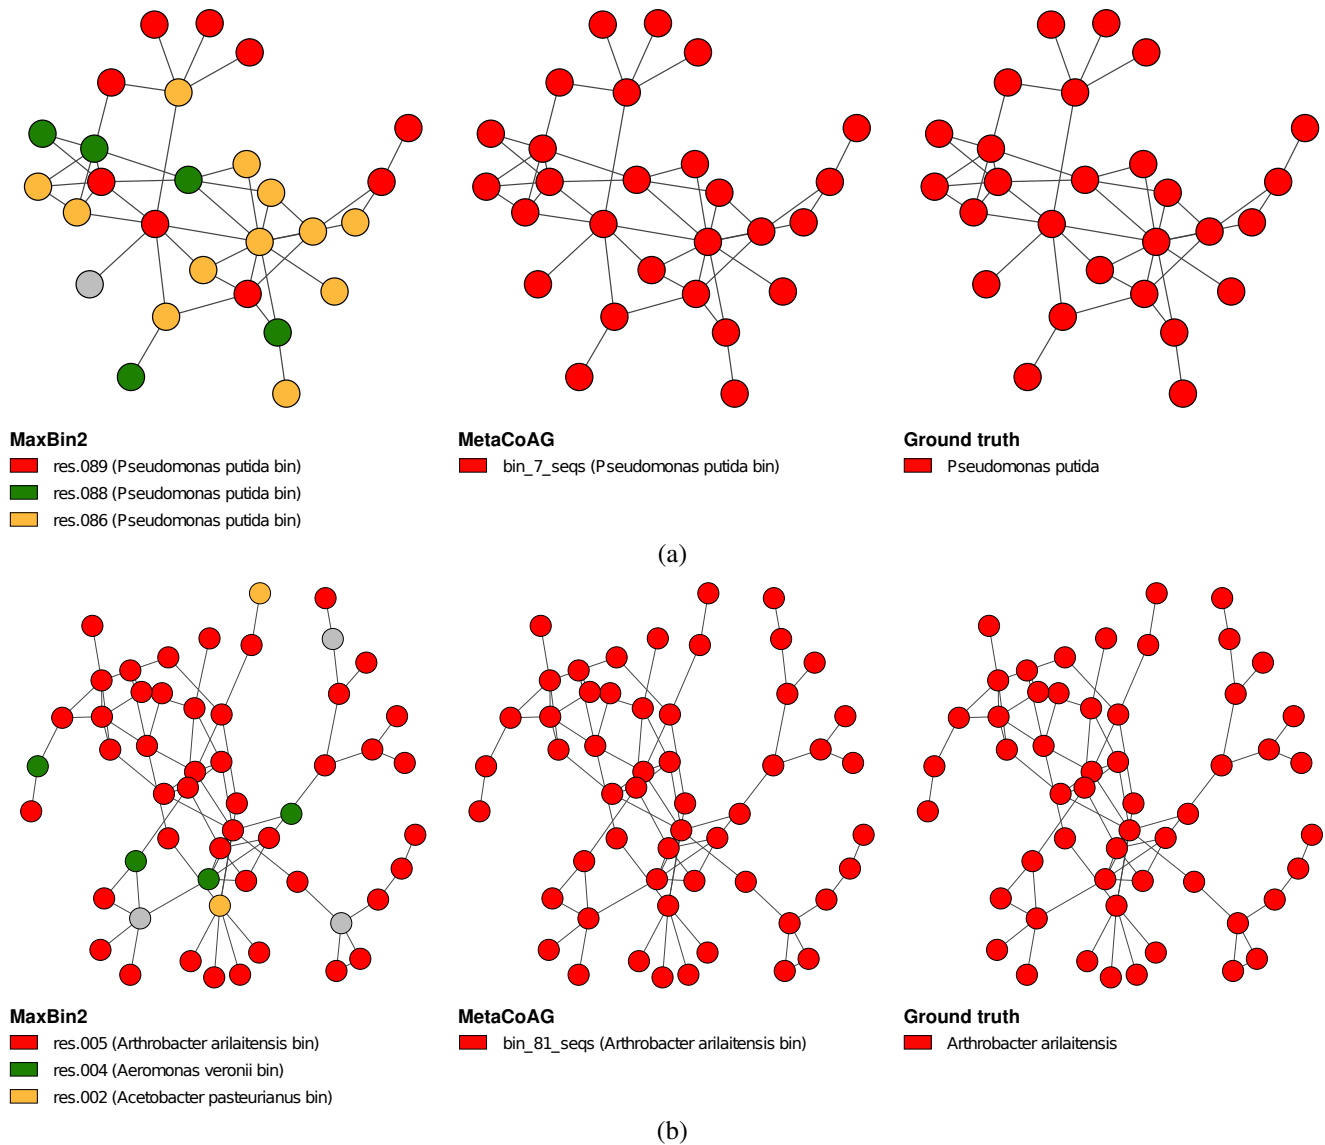 MaxBin2
res.089 (Pseudomonas putida bin)
res.088 (Pseudomonas putida bin)
res.086 (Pseudomonas putida bin)
MetaCoAG
bin_7_seqs (Pseudomonas putida bin)
Ground truth
Pseudomonas putida
(a)
MaxBin2
res.005 (Arthrobacter arilaitensis bin)
res.004 (Aeromonas veronii bin)
res.002 (Acetobacter pasteurianus bin)
MetaCoAG
bin_81_seqs (Arthrobacter arilaitensis bin)
Ground truth
Arthrobacter arilaitensis
(b)